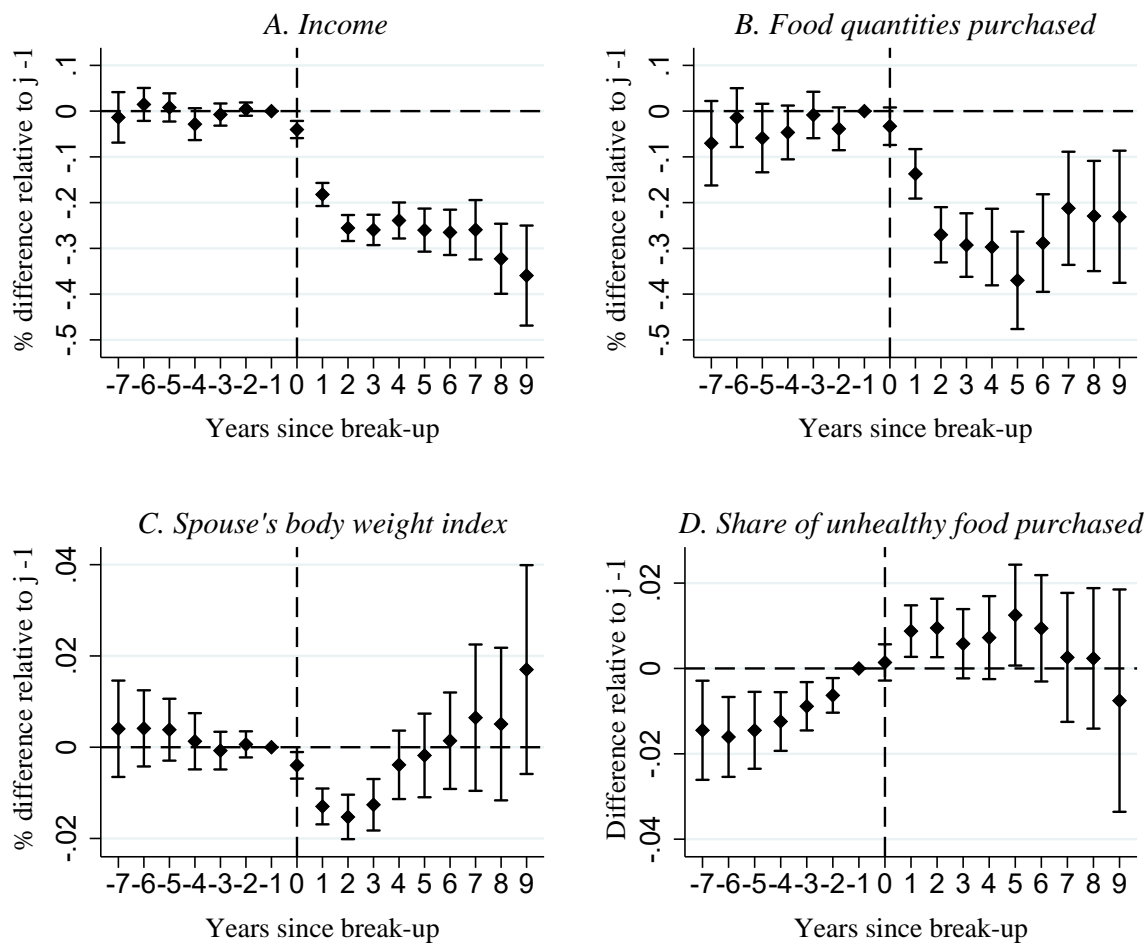 A. Income
% difference relative to j -1
.1
0
-.1
-.2
-.3
-.4
-.5
-7 -6 -5 -4 -3 -2 -1 0 1 2 3 4 5 6 7 8 9
Years since break-up
B. Food quantities purchased
% difference relative to j -1
.1
0
-.1
-.2
-.3
-.4
-.5
-7 -6 -5 -4 -3 -2 -1 0 1 2 3 4 5 6 7 8 9
Years since break-up
C. Spouse's body weight index
% difference relative to j -1
.04
.02
0
-.02
-7 -6 -5 -4 -3 -2 -1 0 1 2 3 4 5 6 7 8 9
Years since break-up
D. Share of unhealthy food purchased
Difference relative to j -1
.02
0
-.02
-.04
-7 -6 -5 -4 -3 -2 -1 0 1 2 3 4 5 6 7 8 9
Years since break-up